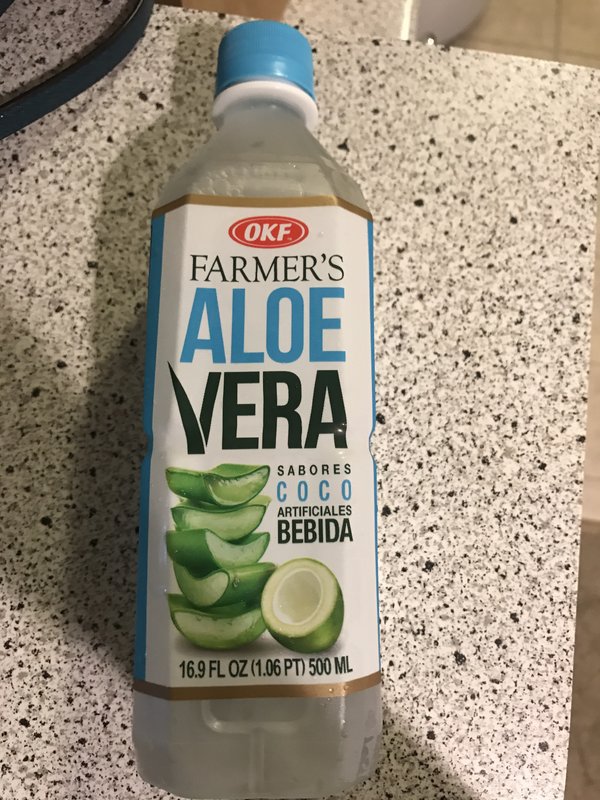 OKF
FARMER'S
ALOE
VERA
SABORES
COCO
ARTIFICIALES
BEBIDA
16.9 FL OZ (1.06 PT) 500 ML